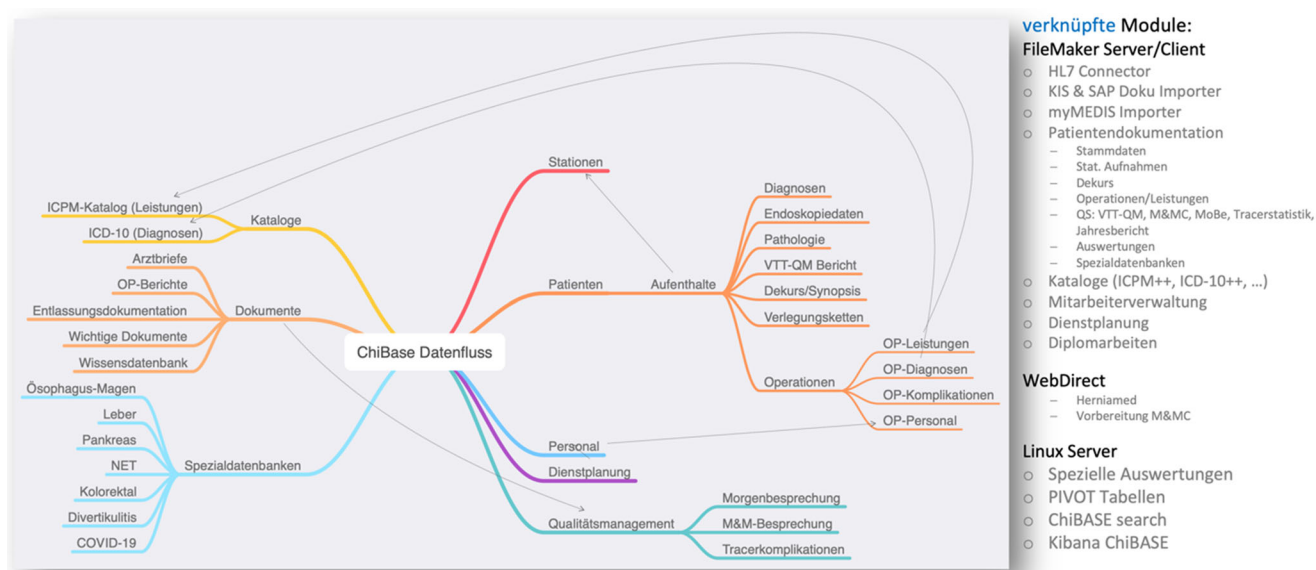 ChiBase Datenfluss
Kataloge
ICPM-Katalog (Leistungen)
ICD-10 (Diagnosen)
Dokumente
Arztbriefe
OP-Berichte
Entlassungsdokumentation
Wichtige Dokumente
Wissensdatenbank
Spezialdatenbanken
Ösophagus-Magen
Leber
Pankreas
NET
Kolorektal
Divertikulitis
COVID-19
Stationen
Patienten
Aufenthalte
Diagnosen
Endoskopiedaten
Pathologie
VTT-QM Bericht
Dekurs/Synopsis
Verlegungsketten
Operationen
OP-Leistungen
OP-Diagnosen
OP-Komplikationen
OP-Personal
Personal
Dienstplanung
Qualitätsmanagement
Morgenbesprechung
M&M-Besprechung
Tracerkomplikationen
verknüpfte Module:
FileMaker Server/Client
HL7 Connector
KIS & SAP Doku Importer
myMEDIS Importer
Patientendokumentation
Stammdaten
Stat. Aufnahmen
Dekurs
Operationen/Leistungen
QS: VTT-QM, M&MC, MoBe, Tracerstatistik,
Jahresbericht
Auswertungen
Spezialdatenbanken
Kataloge (ICPM++, ICD-10++, ...)
Mitarbeiterverwaltung
Dienstplanung
Diplomarbeiten
WebDirect
Herniamed
Vorbereitung M&MC
Linux Server
Spezielle Auswertungen
PIVOT Tabellen
ChiBASE search
Kibana ChiBASE